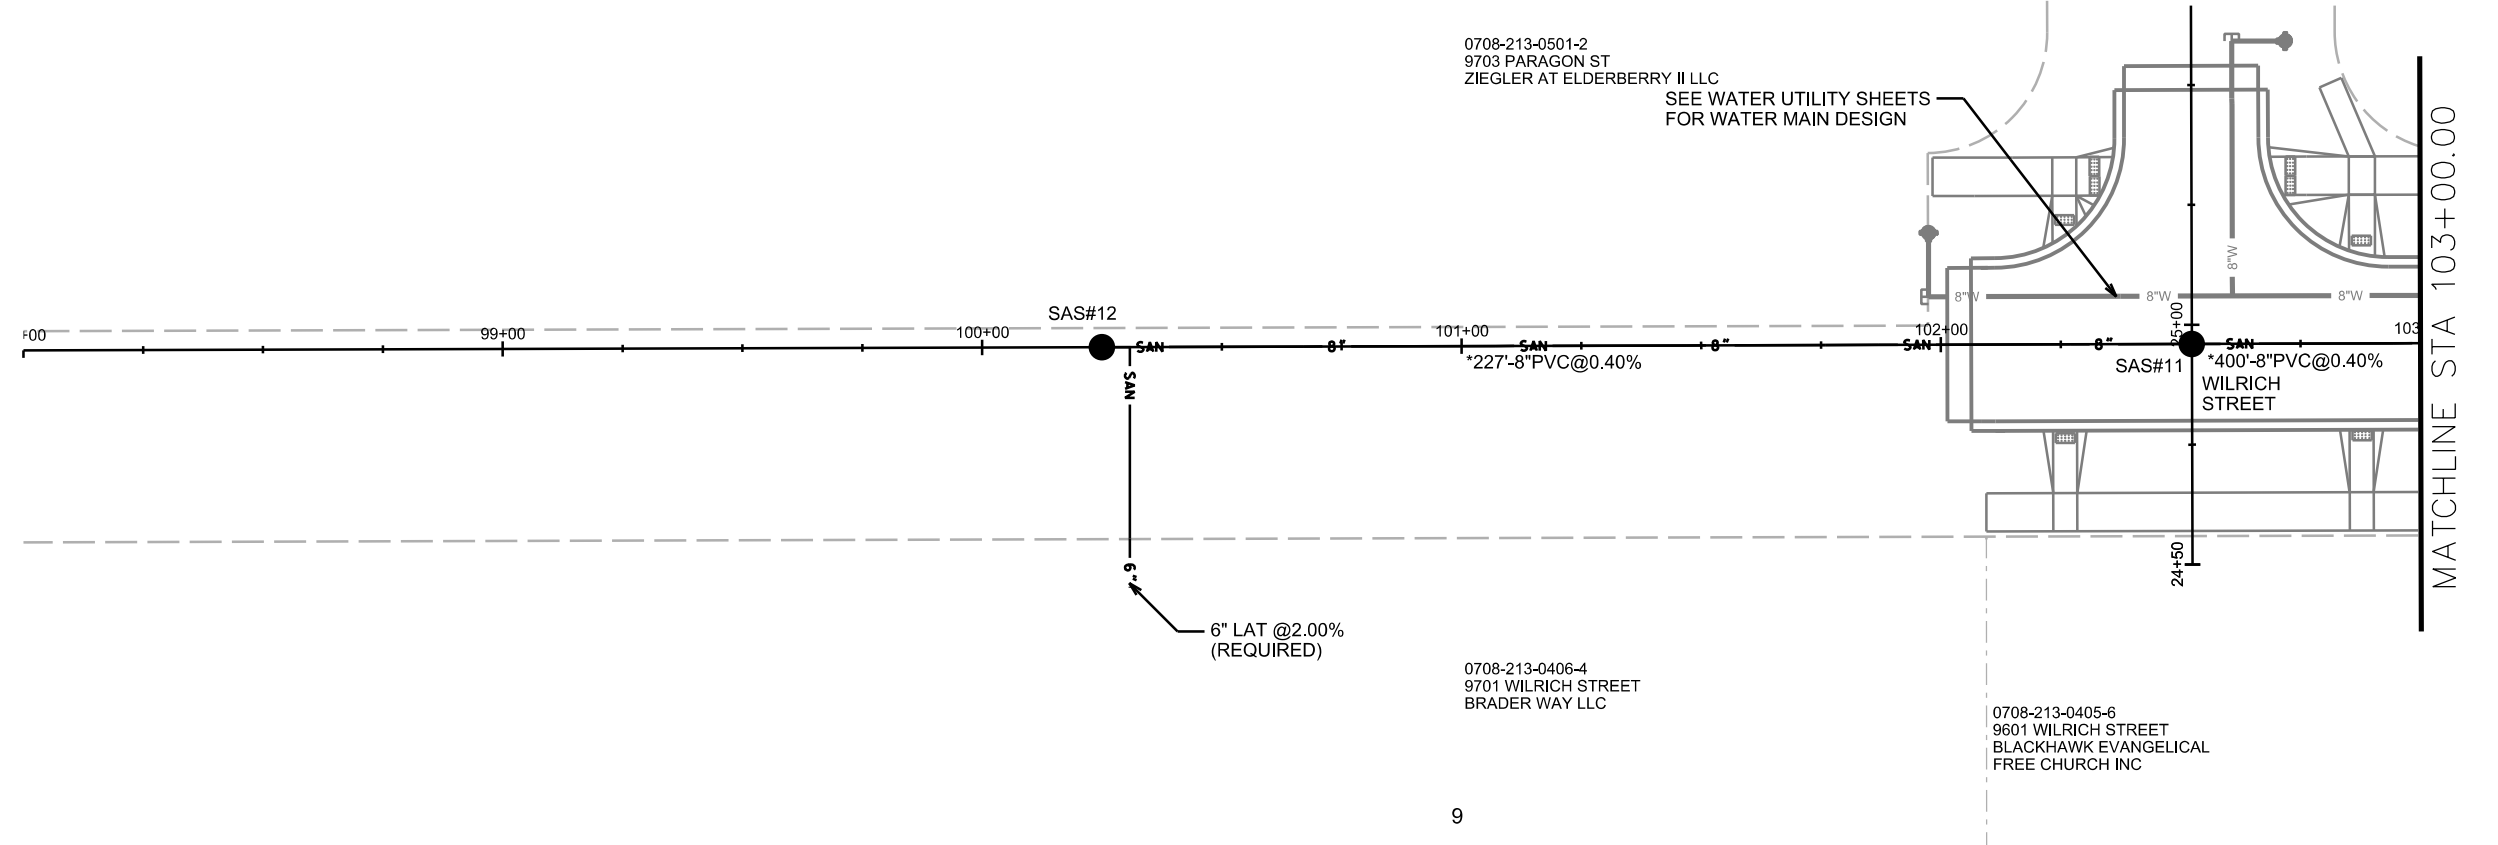 0708-213-0501-2
9703 PARAGON ST
ZIEGLER AT ELDERBERRY II LLC
SEE WATER UTILITY SHEETS
FOR WATER MAIN DESIGN
MATCHLINE STA 103+00.00
8"W
8"W
8"W
8"W
SAS#12
+00
99+00
100+00
101+00
102+00
103
25+00
SAN
8"
SAN
8"
SAN
8"
SAN
*227'-8"PVC@0.40%
SAS#11
*400'-8"PVC@0.40%
WILRICH
STREET
SAN
6"
24+50
6" LAT @2.00%
(REQUIRED)
0708-213-0406-4
9701 WILRICH STREET
BRADER WAY LLC
0708-213-0405-6
9601 WILRICH STREET
BLACKHAWK EVANGELICAL
FREE CHURCH INC
9